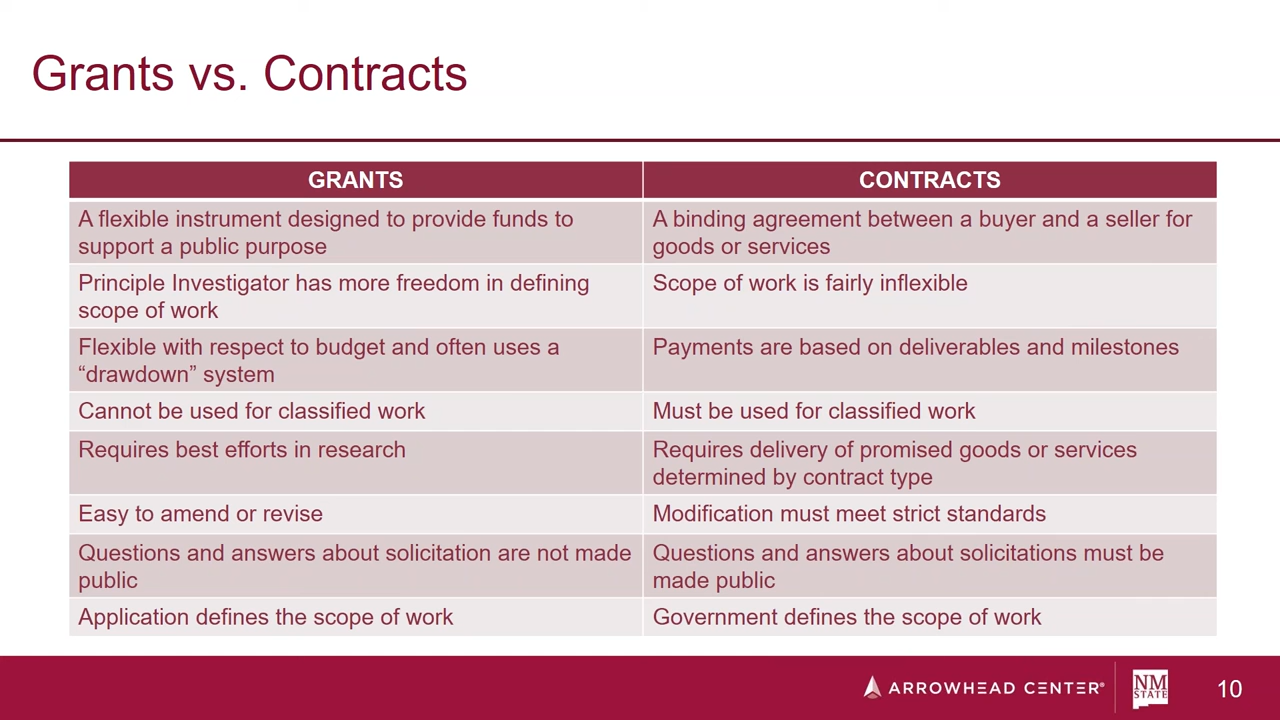 Grants vs. Contracts
GRANTS
CONTRACTS
A flexible instrument designed to provide funds to
support a public purpose
A binding agreement between a buyer and a seller for
goods or services
Principle Investigator has more freedom in defining
scope of work
Scope of work is fairly inflexible
Flexible with respect to budget and often uses a
“drawdown” system
Payments are based on deliverables and milestones
Cannot be used for classified work
Must be used for classified work
Requires best efforts in research
Requires delivery of promised goods or services
determined by contract type
Easy to amend or revise
Modification must meet strict standards
Questions and answers about solicitation are not made
public
Questions and answers about solicitations must be
made public
Application defines the scope of work
Government defines the scope of work
ARROWHEAD CENTER®
NM
STATE
10